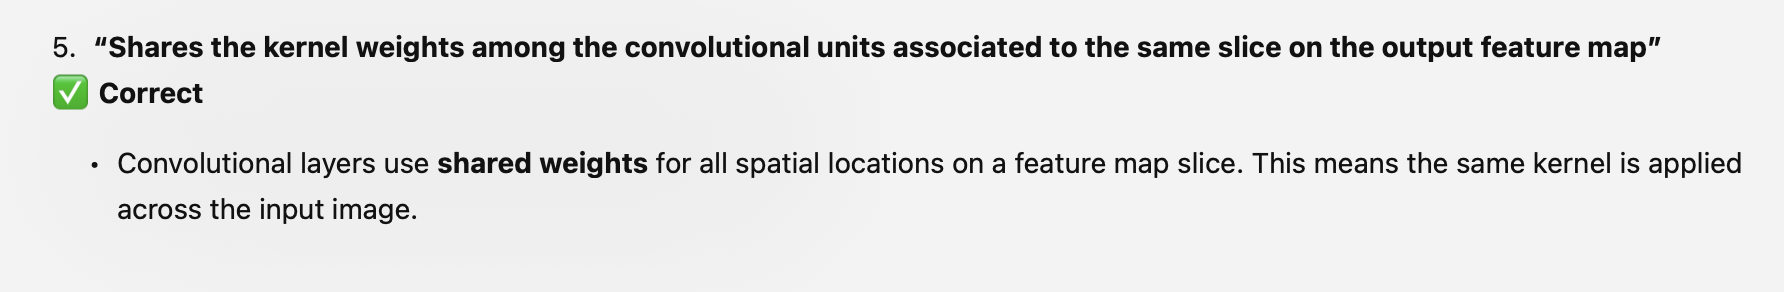 5. “Shares the kernel weights among the convolutional units associated to the same slice on the output feature map”
✅ Correct
• Convolutional layers use shared weights for all spatial locations on a feature map slice. This means the same kernel is applied
across the input image.